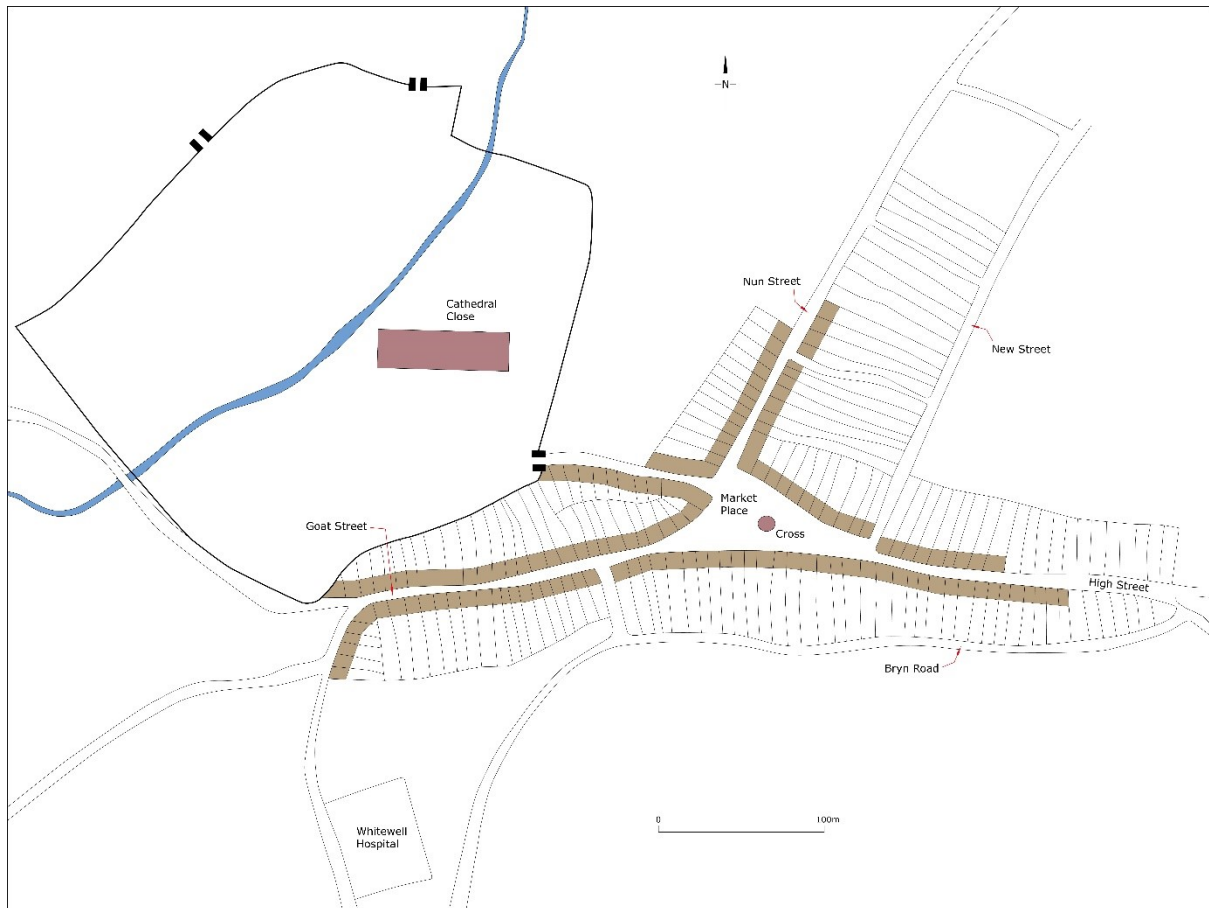 -N-
Nun Street
Cathedral
Close
New Street
Market
Place
Goat Street
Cross
High Street
Bryn Road
0
100m
Whitewell
Hospital